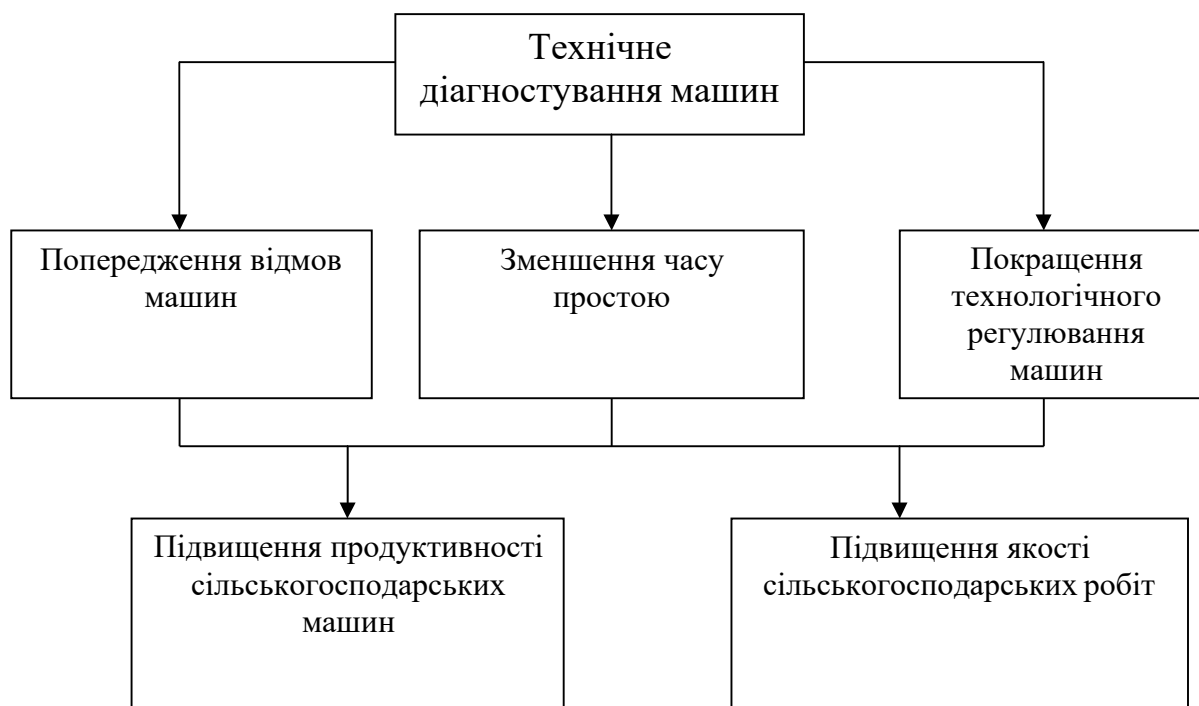 Технічне
діагностування машин
Попередження відмов
машин
Зменшення часу
простою
Покращення
технологічного
регулювання
машин
Підвищення продуктивності
сільськогосподарських
машин
Підвищення якості
сільськогосподарських робіт